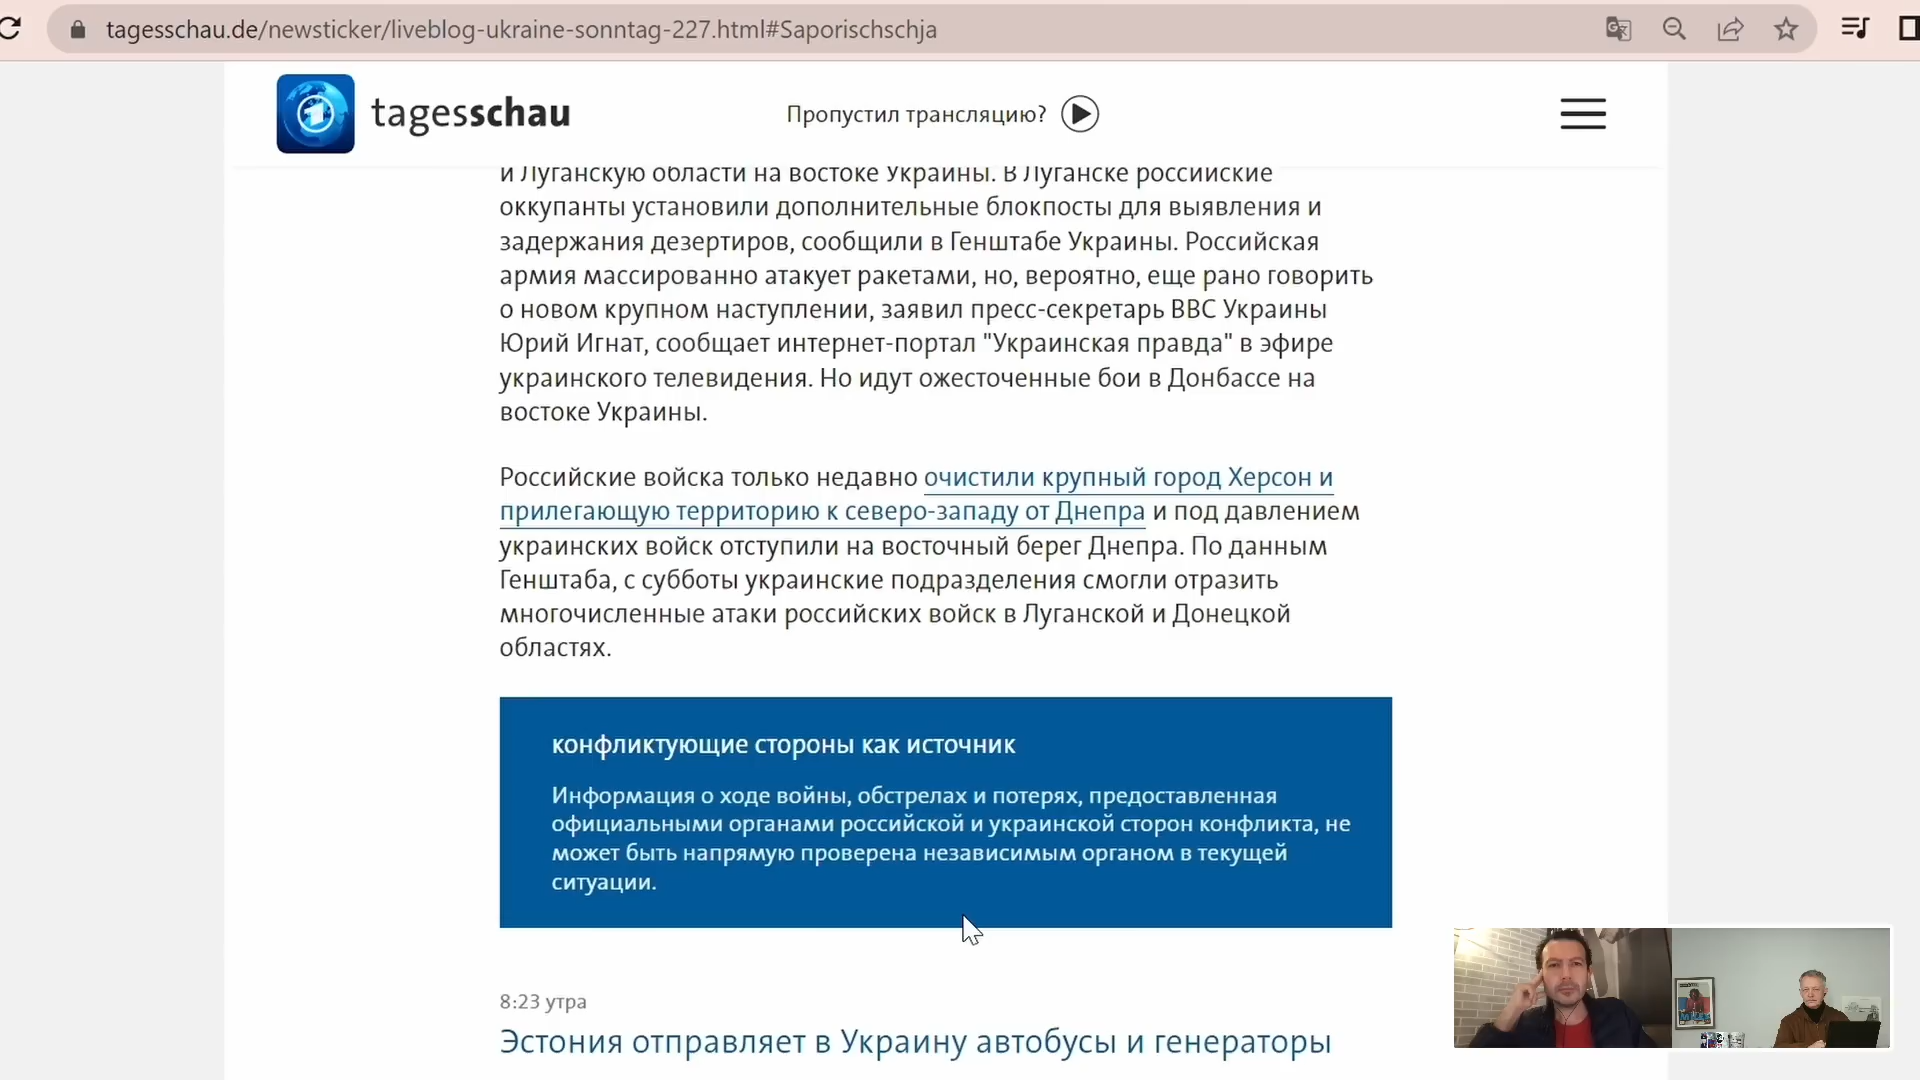 tagesschau.de/newsticker/liveblog-ukraine-sonntag-227.html#Saporischschja
tagesschau
Пропустил трансляцию?
и Луганскую области на востоке Украины. В Луганске российские
оккупанты установили дополнительные блокпосты для выявления и
задержания дезертиров, сообщили в Генштабе Украины. Российская
армия массированно атакует ракетами, но, вероятно, еще рано говорить
о новом крупном наступлении, заявил пресс-секретарь ВВС Украины
Юрий Игнат, сообщает интернет-портал "Украинская правда" в эфире
украинского телевидения. Но идут ожесточенные бои в Донбассе на
востоке Украины.
Российские войска только недавно очистили крупный город Херсон и
прилегающую территорию к северо-западу от Днепра и под давлением
украинских войск отступили на восточный берег Днепра. По данным
Генштаба, с субботы украинские подразделения смогли отразить
многочисленные атаки российских войск в Луганской и Донецкой
областях.
конфликтующие стороны как источник
Информация о ходе войны, обстрелах и потерях, предоставленная
официальными органами российской и украинской сторон конфликта, не
может быть напрямую проверена независимым органом в текущей
ситуации.
8:23 утра
Эстония отправляет в Украину автобусы и генераторы